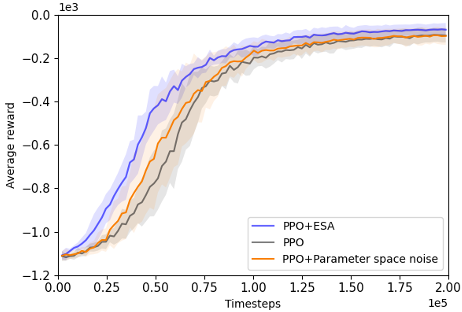 1e3
0.0
−0.2
−0.4
−0.6
−0.8
−1.0
−1.2
Average reward
0.00 0.25 0.50 0.75 1.00 1.25 1.50 1.75 2.00
Timesteps
1e5
PPO+ESA
PPO
PPO+Parameter space noise